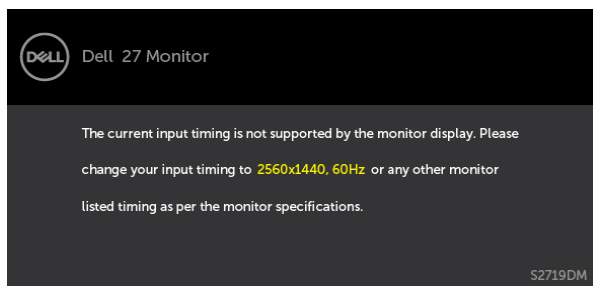 DELL
Dell 27 Monitor
The current input timing is not supported by the monitor display. Please
change your input timing to 2560x1440, 60Hz or any other monitor
listed timing as per the monitor specifications.
S2719DM